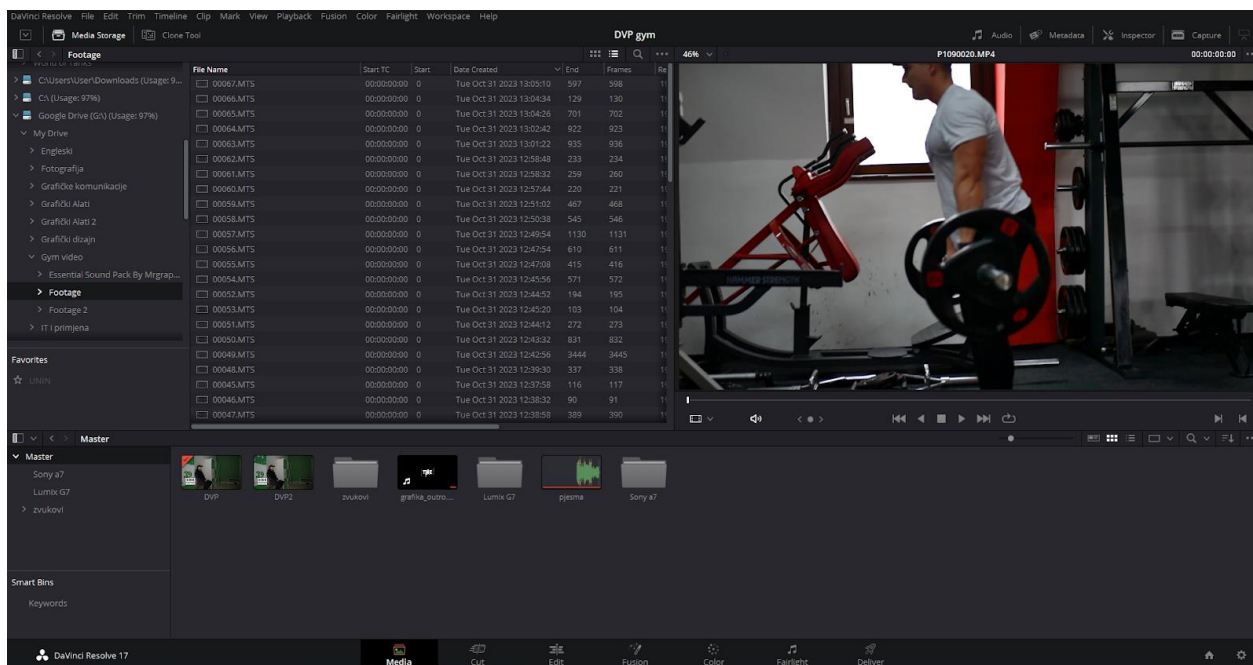 DaVinci Resolve File Edit Trim Timeline Clip Mark View Playback Fusion Color Fairlight Workspace Help
Media Storage Clone Tool DVP gym Audio Metadata Inspector Capture
Footage 46% P1090020.MP4 00:00:00:00
File Name Start TC Start Date Created End Frames Re
C:\Users\User\Downloads (Usage: 9...
C:\ (Usage: 97%)
Google Drive (G:\) (Usage: 97%)
My Drive
Engleski
Fotografija
Grafičke komunikacije
Grafički Alati
Grafički Alati 2
Grafički dizajn
Gym video
Essential Sound Pack By Mrgrap...
Footage
Footage 2
IT i primjena
Favorites
UNIN
00067.MTS 00:00:00:00 0 Tue Oct 31 2023 13:05:10 597 598
00066.MTS 00:00:00:00 0 Tue Oct 31 2023 13:04:34 129 130
00065.MTS 00:00:00:00 0 Tue Oct 31 2023 13:04:26 701 702
00064.MTS 00:00:00:00 0 Tue Oct 31 2023 13:02:42 922 923
00063.MTS 00:00:00:00 0 Tue Oct 31 2023 13:01:22 935 936
00062.MTS 00:00:00:00 0 Tue Oct 31 2023 12:58:48 233 234
00061.MTS 00:00:00:00 0 Tue Oct 31 2023 12:58:32 259 260
00060.MTS 00:00:00:00 0 Tue Oct 31 2023 12:57:44 220 221
00059.MTS 00:00:00:00 0 Tue Oct 31 2023 12:51:02 467 468
00058.MTS 00:00:00:00 0 Tue Oct 31 2023 12:50:38 545 546
00057.MTS 00:00:00:00 0 Tue Oct 31 2023 12:49:54 1130 1131
00056.MTS 00:00:00:00 0 Tue Oct 31 2023 12:47:54 610 611
00055.MTS 00:00:00:00 0 Tue Oct 31 2023 12:47:08 415 416
00054.MTS 00:00:00:00 0 Tue Oct 31 2023 12:45:56 571 572
00052.MTS 00:00:00:00 0 Tue Oct 31 2023 12:44:52 194 195
00053.MTS 00:00:00:00 0 Tue Oct 31 2023 12:45:20 103 104
00051.MTS 00:00:00:00 0 Tue Oct 31 2023 12:44:12 272 273
00050.MTS 00:00:00:00 0 Tue Oct 31 2023 12:43:32 831 832
00049.MTS 00:00:00:00 0 Tue Oct 31 2023 12:42:56 3444 3445
00048.MTS 00:00:00:00 0 Tue Oct 31 2023 12:39:30 337 338
00045.MTS 00:00:00:00 0 Tue Oct 31 2023 12:37:58 116 117
00046.MTS 00:00:00:00 0 Tue Oct 31 2023 12:38:32 90 91
00047.MTS 00:00:00:00 0 Tue Oct 31 2023 12:38:58 389 390
HAMMER STRENGTH
Master
Master
Sony a7
Lumix G7
zvukovi
DVP DVP2 zvukovi grafika_outro.... Lumix G7 pjesma Sony a7
Smart Bins
Keywords
DaVinci Resolve 17
Media Cut Edit Fusion Color Fairlight Deliver